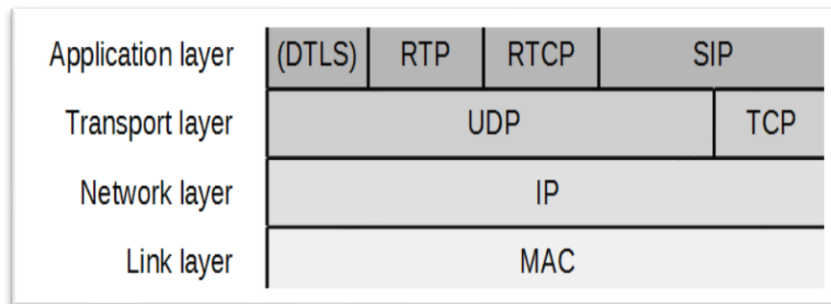 Application layer (DTLS) RTP RTCP SIP
Transport layer UDP TCP
Network layer IP
Link layer MAC